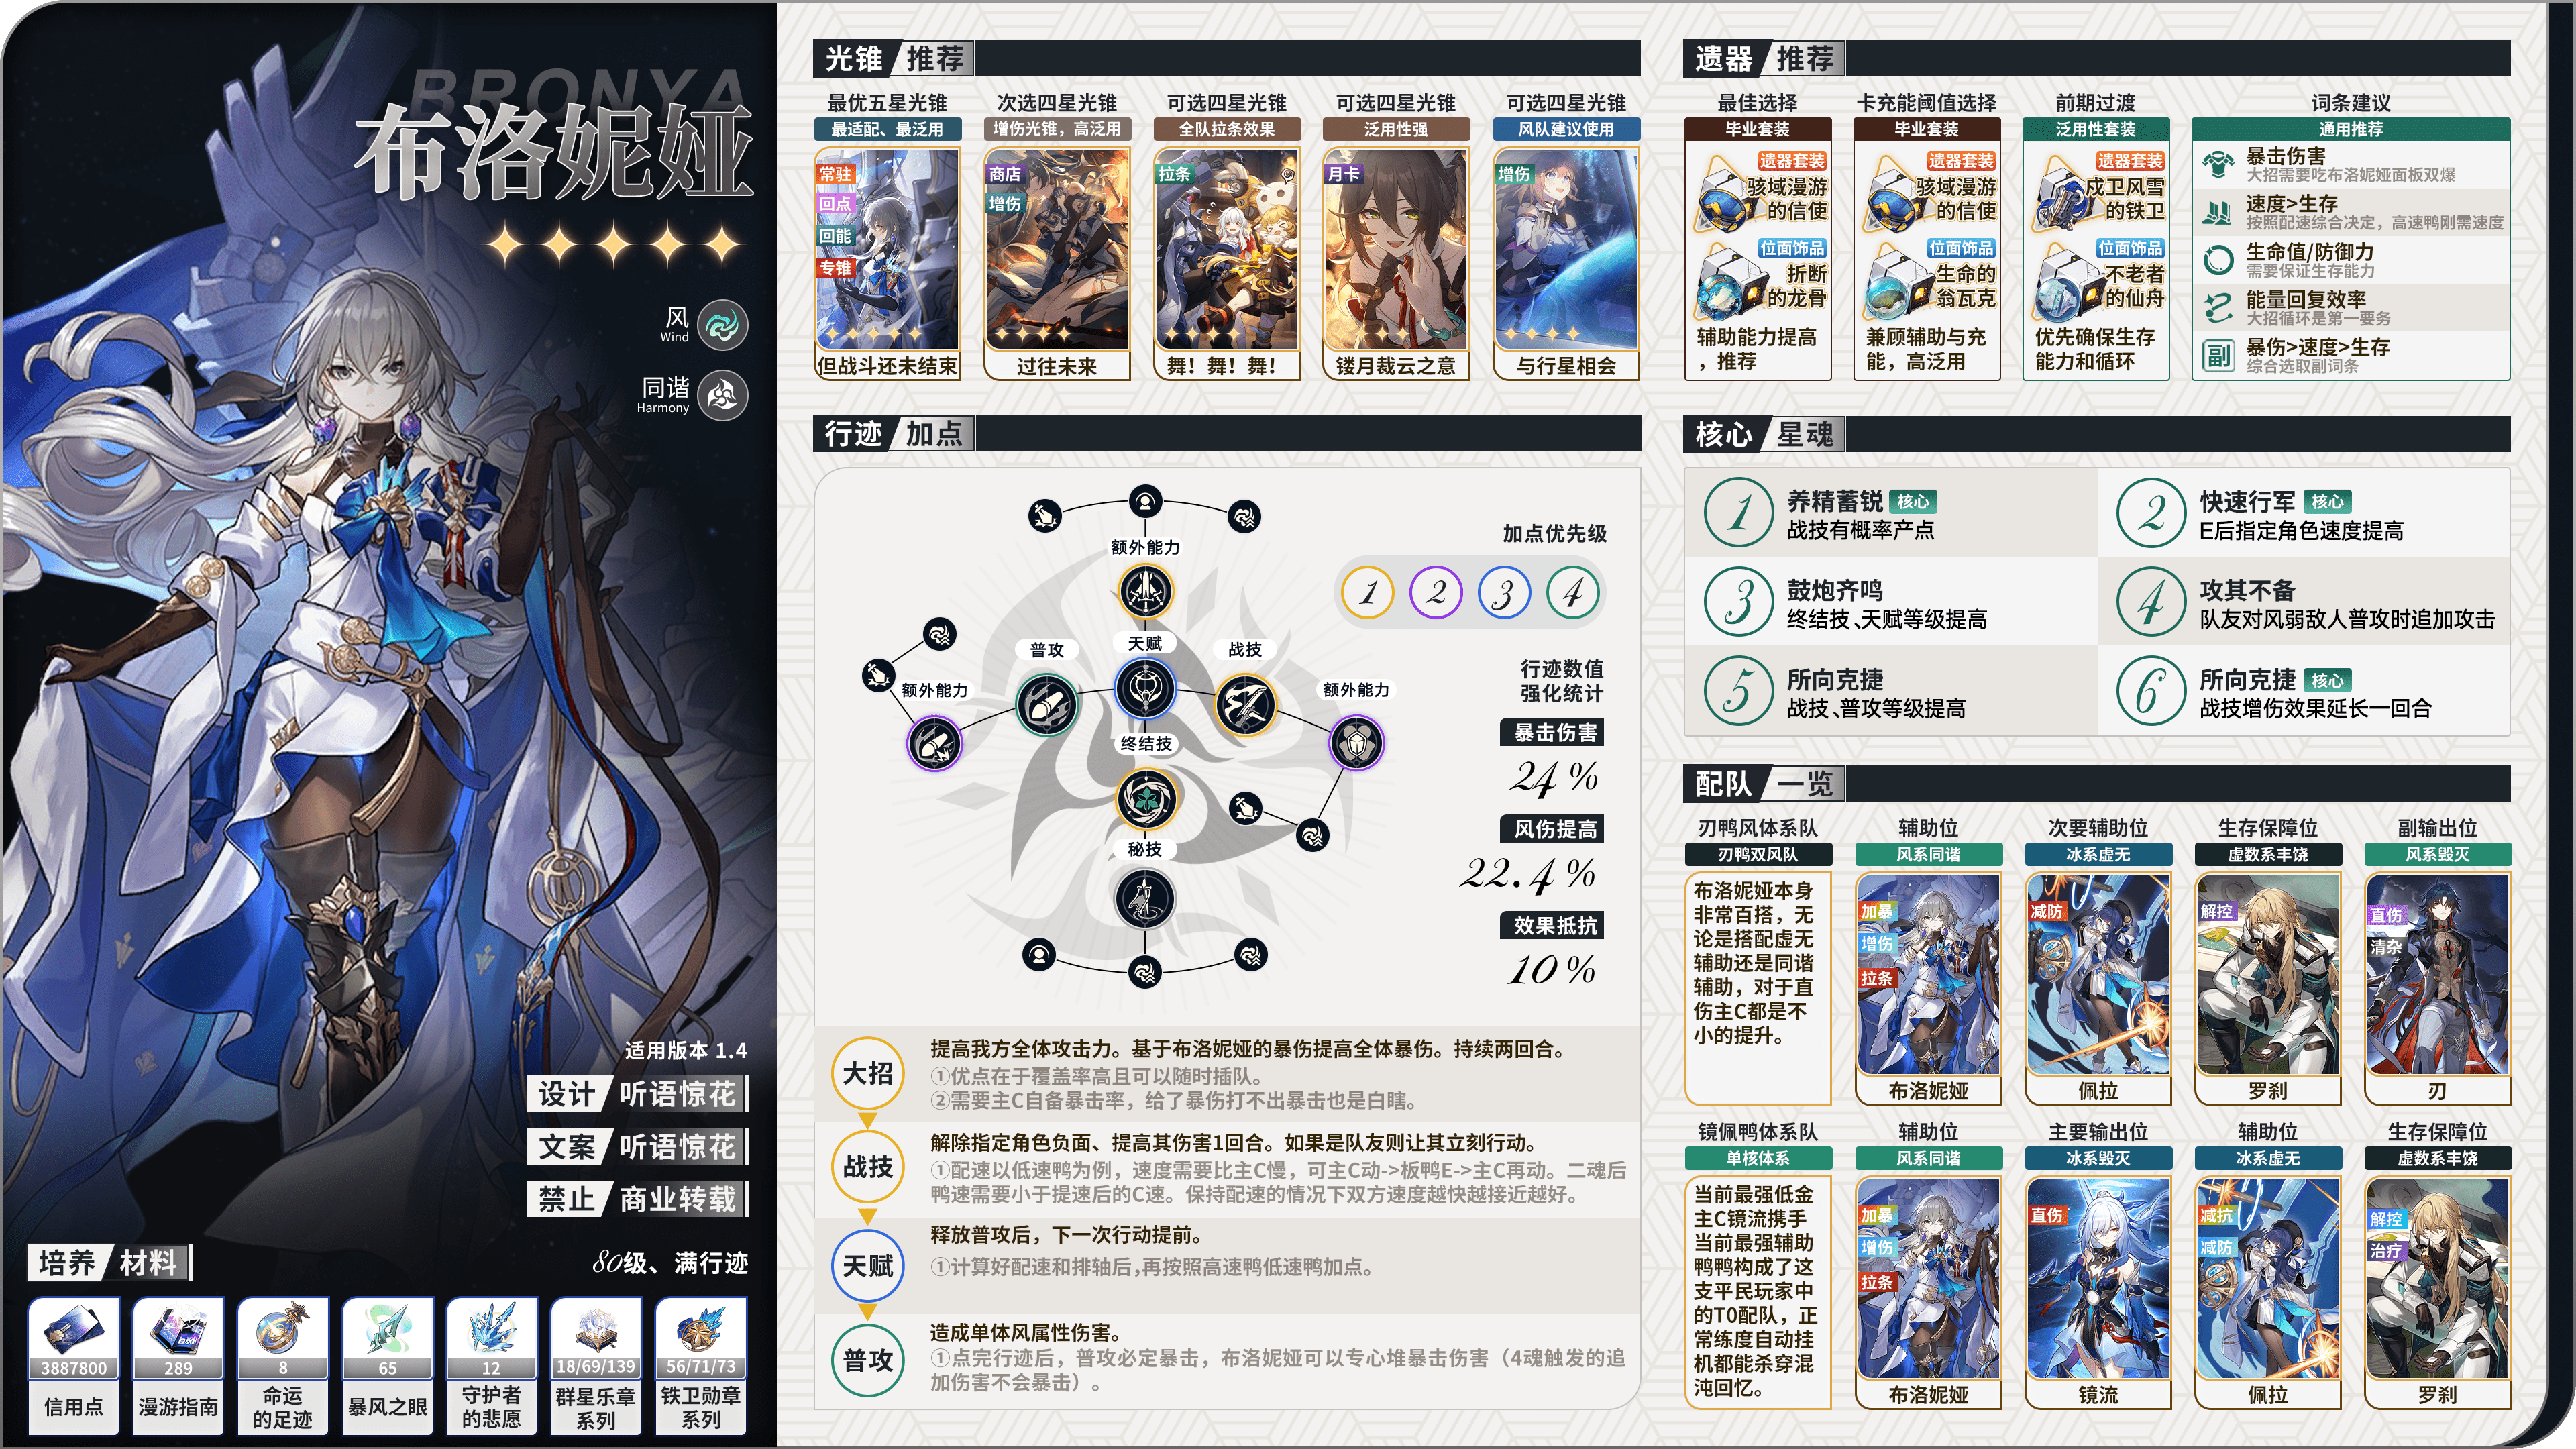 BRONYA
布洛妮娅
风
Wind
同谐
Harmony
适用版本 1.4
设计 听语惊花
文案 听语惊花
禁止 商业转载
培养 材料
80级、满行迹
3887800
信用点
289
漫游指南
8
命运
的足迹
65
暴风之眼
12
守护者
的悲愿
18/69/139
群星乐章
系列
56/71/73
铁卫勋章
系列
光锥 推荐
最优五星光锥
最适配、最泛用
常驻
回点
回能
专锥
但战斗还未结束
次选四星光锥
增伤光锥，高泛用
商店
增伤
过往未来
可选四星光锥
全队拉条效果
拉条
舞！舞！舞！
可选四星光锥
泛用性强
月卡
镂月裁云之意
可选四星光锥
风队建议使用
增伤
与行星相会
行迹 加点
额外能力
天赋
普攻
战技
额外能力
额外能力
终结技
秘技
加点优先级
1 2 3 4
行迹数值
强化统计
暴击伤害
24 %
风伤提高
22.4 %
效果抵抗
10 %
大招
提高我方全体攻击力。基于布洛妮娅的暴伤提高全体暴伤。持续两回合。
①优点在于覆盖率高且可以随时插队。
②需要主C自备暴击率，给了暴伤打不出暴击也是白瞎。
战技
解除指定角色负面、提高其伤害1回合。如果是队友则让其立刻行动。
①配速以低速鸭为例，速度需要比主C慢，可主C动->板鸭E->主C再动。二魂后
鸭速需要小于提速后的C速。保持配速的情况下双方速度越快越接近越好。
天赋
释放普攻后，下一次行动提前。
①计算好配速和排轴后,再按照高速鸭低速鸭加点。
普攻
造成单体风属性伤害。
①点完行迹后，普攻必定暴击，布洛妮娅可以专心堆暴击伤害（4魂触发的追
加伤害不会暴击）。
遗器 推荐
最佳选择
毕业套装
遗器套装
骇域漫游
的信使
位面饰品
折断
的龙骨
辅助能力提高
，推荐
卡充能阈值选择
毕业套装
遗器套装
骇域漫游
的信使
位面饰品
生命的
翁瓦克
兼顾辅助与充
能，高泛用
前期过渡
泛用性套装
遗器套装
戍卫风雪
的铁卫
位面饰品
不老者
的仙舟
优先确保生存
能力和循环
词条建议
通用推荐
暴击伤害
大招需要吃布洛妮娅面板双爆
速度>生存
按照配速综合决定，高速鸭刚需速度
生命值/防御力
需要保证生存能力
能量回复效率
大招循环是第一要务
副
暴伤>速度>生存
综合选取副词条
核心 星魂
1
养精蓄锐 核心
战技有概率产点
2
快速行军 核心
E后指定角色速度提高
3
鼓炮齐鸣
终结技、天赋等级提高
4
攻其不备
队友对风弱敌人普攻时追加攻击
5
所向克捷
战技、普攻等级提高
6
所向克捷 核心
战技增伤效果延长一回合
配队 一览
刃鸭风体系队
刃鸭双风队
布洛妮娅本身
非常百搭，无
论是搭配虚无
辅助还是同谐
辅助，对于直
伤主C都是不
小的提升。
辅助位
风系同谐
加暴
增伤
拉条
布洛妮娅
次要辅助位
冰系虚无
减防
佩拉
生存保障位
虚数系丰饶
解控
罗刹
副输出位
风系毁灭
直伤
清杂
刃
镜佩鸭体系队
单核体系
当前最强低金
主C镜流携手
当前最强辅助
鸭鸭构成了这
支平民玩家中
的T0配队，正
常练度自动挂
机都能杀穿混
沌回忆。
辅助位
风系同谐
加暴
增伤
拉条
布洛妮娅
主要输出位
冰系毁灭
直伤
镜流
辅助位
冰系虚无
减抗
减防
佩拉
生存保障位
虚数系丰饶
解控
治疗
罗刹